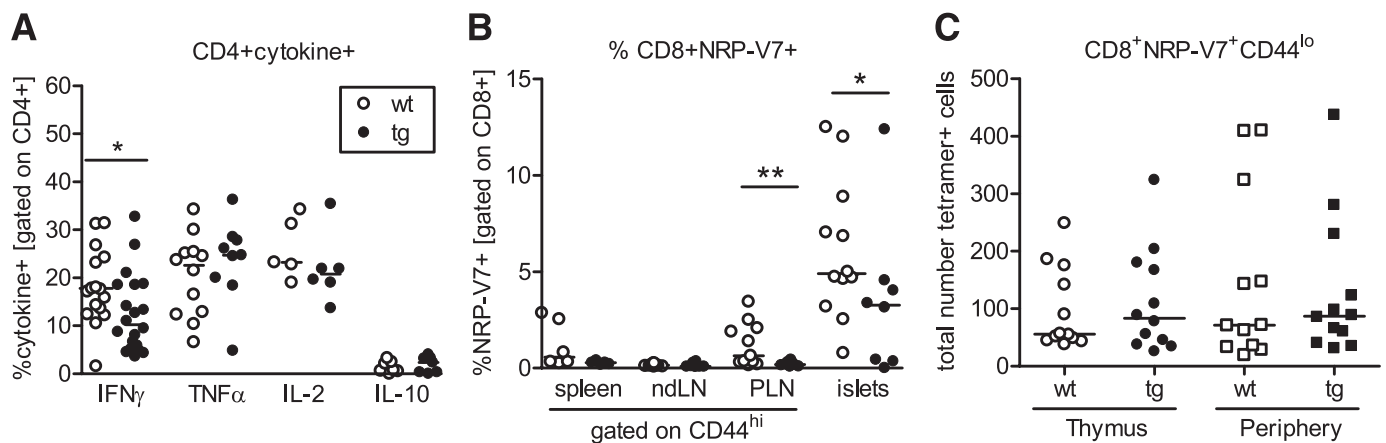 A
CD4+cytokine+
%cytokine+ [gated on CD4+]
60
50
40
30
20
10
0
wt
tg
*
IFNγ TNFα IL-2 IL-10
B
% CD8+NRP-V7+
%NRP-V7+ [gated on CD8+]
15
10
5
0
*
**
spleen ndLN PLN islets
gated on CD44hi
C
CD8+NRP-V7+CD44lo
total number tetramer+ cells
500
400
300
200
100
0
wt tg wt tg
Thymus Periphery